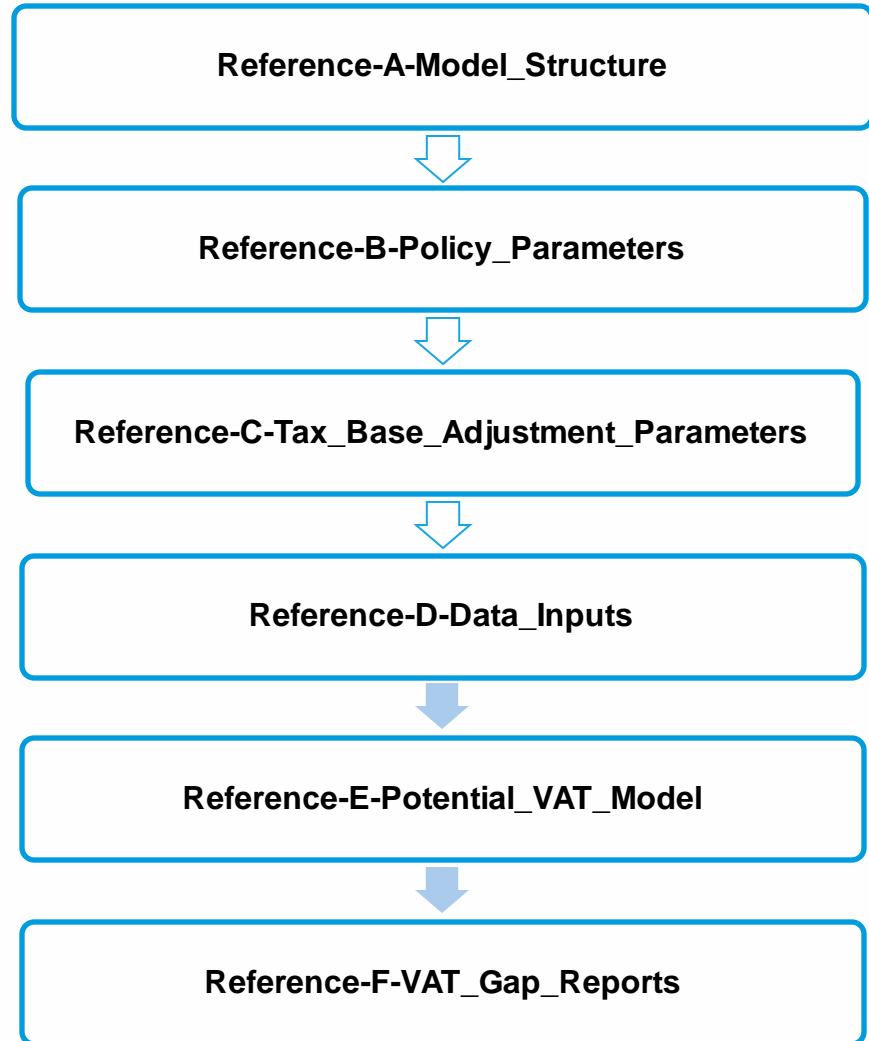 Reference-A-Model_Structure
Reference-B-Policy_Parameters
Reference-C-Tax_Base_Adjustment_Parameters
Reference-D-Data_Inputs
Reference-E-Potential_VAT_Model
Reference-F-VAT_Gap_Reports